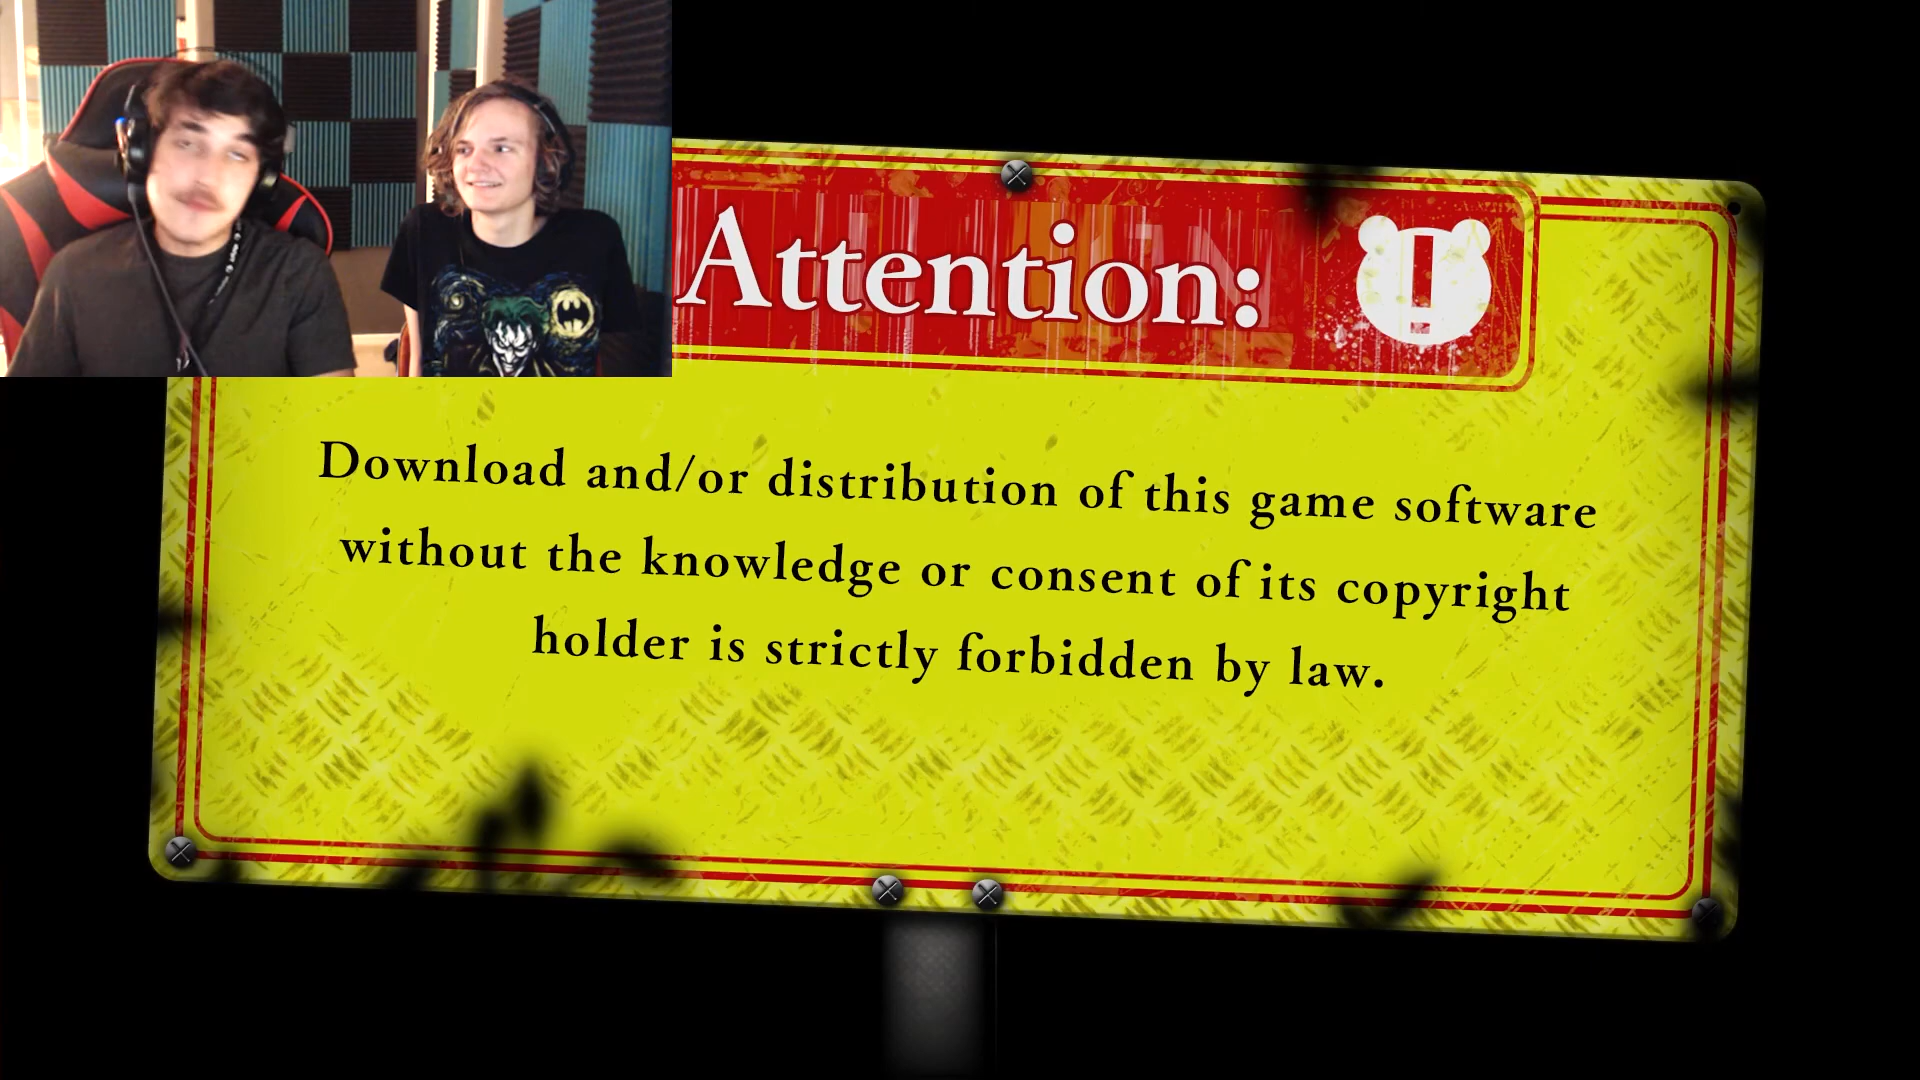 Attention:
Download and/or distribution of this game software
without the knowledge or consent of its copyright
holder is strictly forbidden by law.